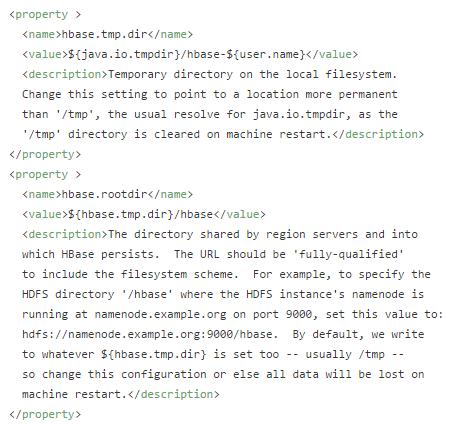 <property >
<name>hbase.tmp.dir</name>
<value>${java.io.tmpdir}/hbase-${user.name}</value>
<description>Temporary directory on the local filesystem.
Change this setting to point to a location more permanent
than '/tmp', the usual resolve for java.io.tmpdir, as the
'/tmp' directory is cleared on machine restart.</description>
</property>
<property >
<name>hbase.rootdir</name>
<value>${hbase.tmp.dir}/hbase</value>
<description>The directory shared by region servers and into
which HBase persists.  The URL should be 'fully-qualified'
to include the filesystem scheme.  For example, to specify the
HDFS directory '/hbase' where the HDFS instance's namenode is
running at namenode.example.org on port 9000, set this value to:
hdfs://namenode.example.org:9000/hbase.  By default, we write
to whatever ${hbase.tmp.dir} is set too -- usually /tmp --
so change this configuration or else all data will be lost on
machine restart.</description>
</property>